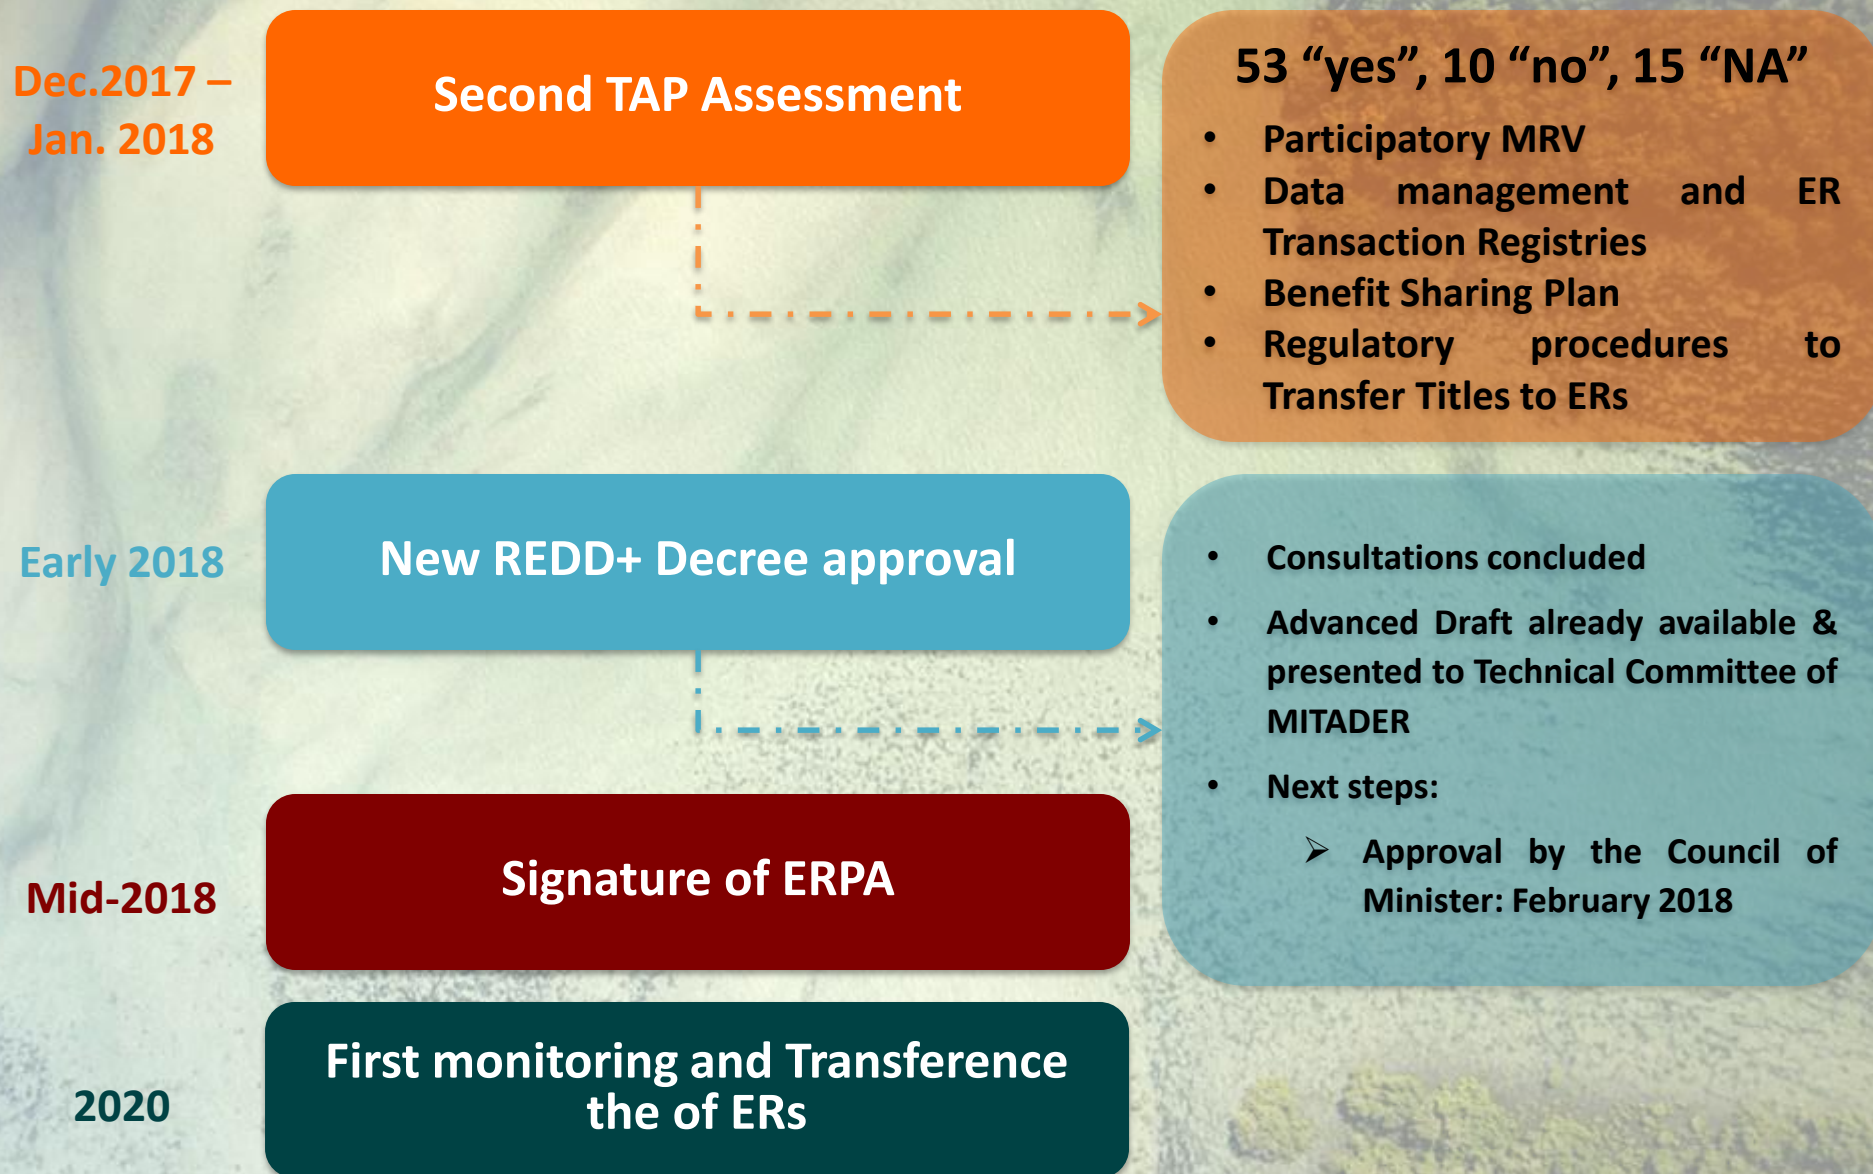 Dec.2017 –
Jan. 2018
Second TAP Assessment
53 “yes”, 10 “no”, 15 “NA”
• Participatory MRV
• Data management and ER
Transaction Registries
• Benefit Sharing Plan
• Regulatory procedures to
Transfer Titles to ERs
Early 2018
New REDD+ Decree approval
• Consultations concluded
• Advanced Draft already available &
presented to Technical Committee of
MITADER
• Next steps:
➢ Approval by the Council of
Minister: February 2018
Mid-2018
Signature of ERPA
2020
First monitoring and Transference
the of ERs